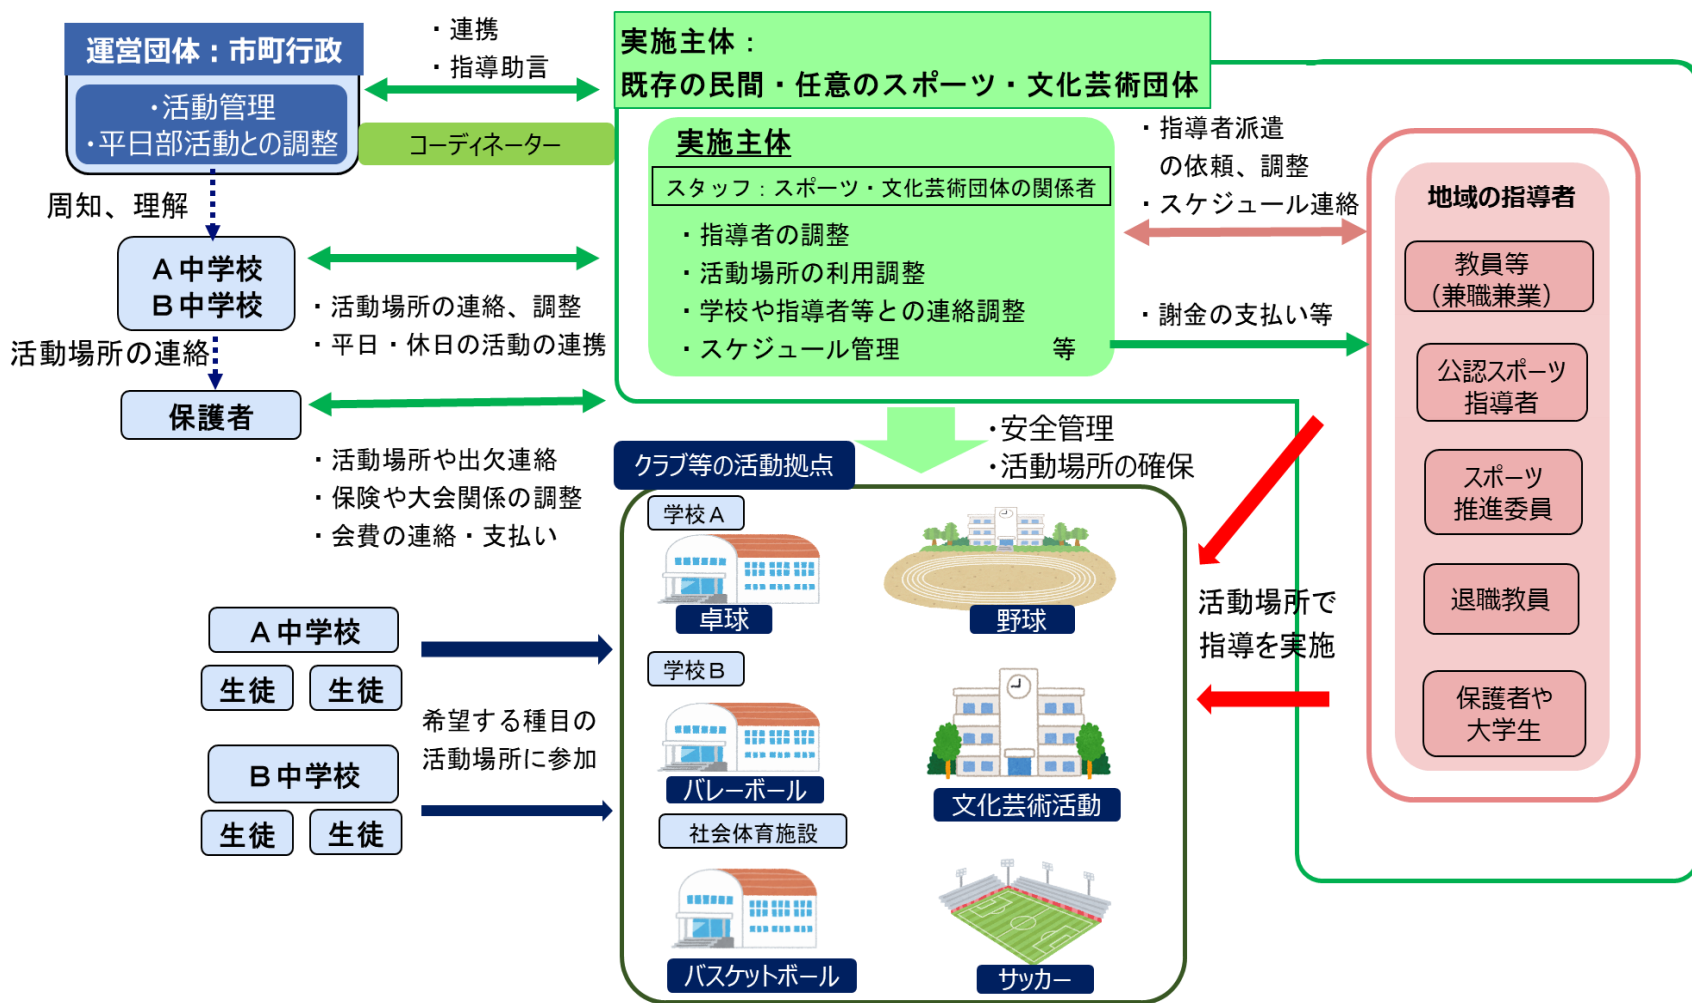 運営団体：市町行政
・活動管理
・平日部活動との調整
・連携
・指導助言
コーディネーター
実施主体：
既存の民間・任意のスポーツ・文化芸術団体
実施主体
スタッフ：スポーツ・文化芸術団体の関係者
・指導者の調整
・活動場所の利用調整
・学校や指導者等との連絡調整
・スケジュール管理　　　　　　等
・指導者派遣
の依頼、調整
・スケジュール連絡
・謝金の支払い等
地域の指導者
教員等
（兼職兼業）
公認スポーツ
指導者
スポーツ
推進委員
退職教員
保護者や
大学生
周知、理解
Ａ中学校
Ｂ中学校
・活動場所の連絡、調整
・平日・休日の活動の連携
活動場所の連絡
保護者
・活動場所や出欠連絡
・保険や大会関係の調整
・会費の連絡・支払い
・安全管理
・活動場所の確保
クラブ等の活動拠点
学校Ａ
卓球
野球
学校Ｂ
バレーボール
文化芸術活動
社会体育施設
バスケットボール
サッカー
活動場所で
指導を実施
Ａ中学校
生徒
生徒
希望する種目の
活動場所に参加
Ｂ中学校
生徒
生徒